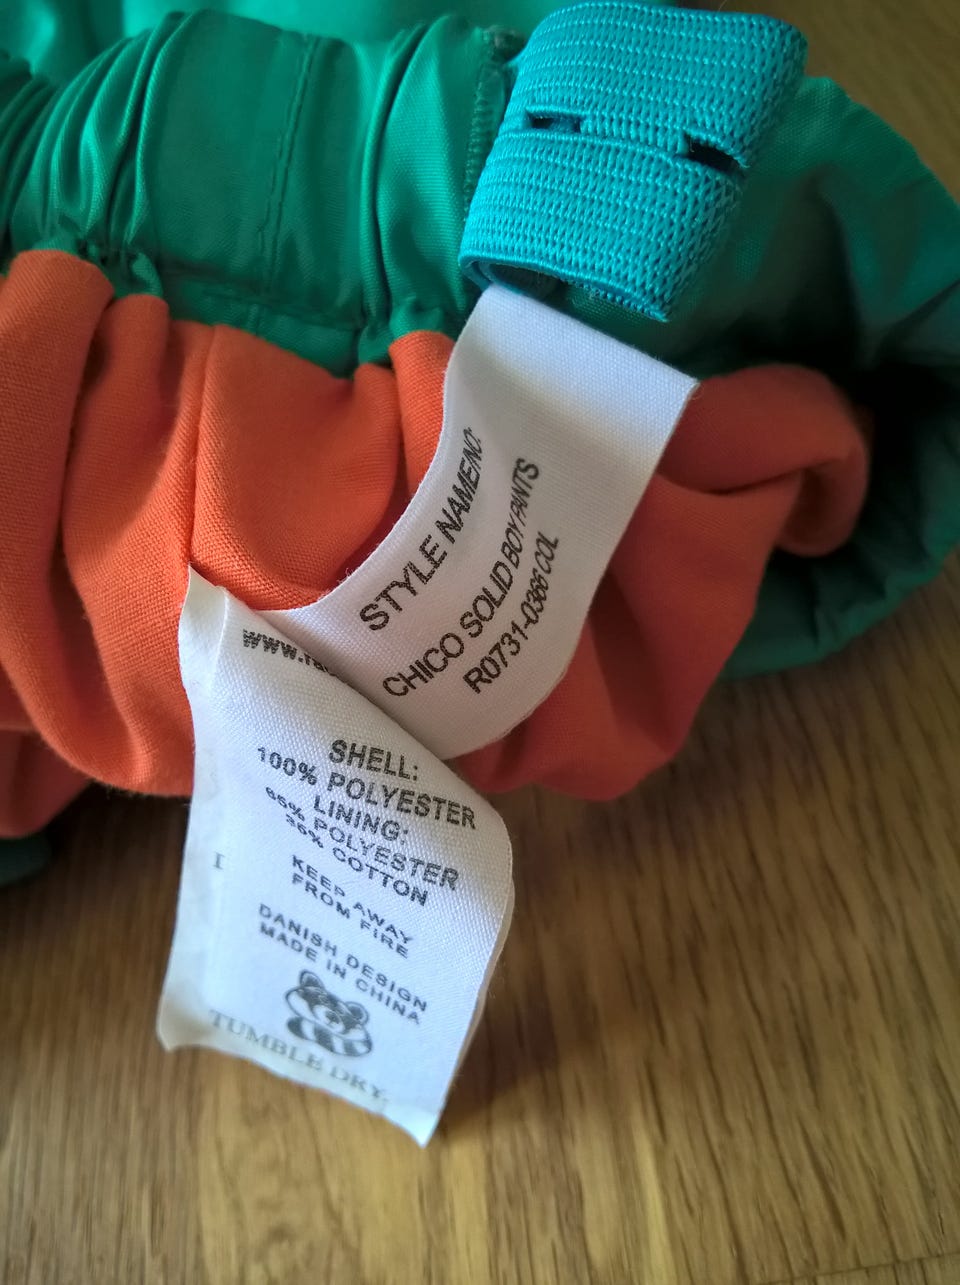 STYLE NAME/NO:
CHICO SOLID BOY PANTS
R0731-0366 COL
SHELL:
100% POLYESTER
LINING:
65% POLYESTER
35% COTTON
KEEP AWAY
FROM FIRE
DANISH DESIGN
MADE IN CHINA
TUMBLE DRY